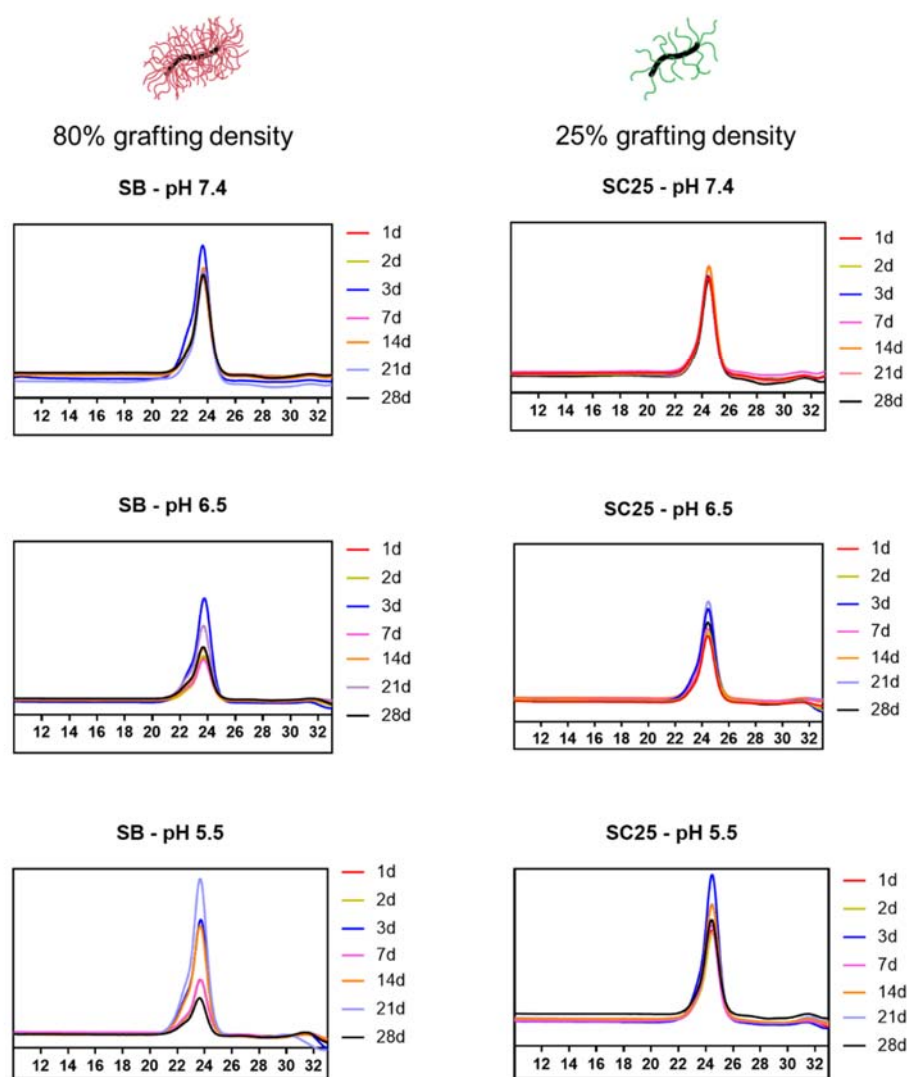 80% grafting density
25% grafting density
SB - pH 7.4
1d
2d
3d
7d
14d
21d
28d
12 14 16 18 20 22 24 26 28 30 32
SC25 - pH 7.4
1d
2d
3d
7d
14d
21d
28d
12 14 16 18 20 22 24 26 28 30 32
SB - pH 6.5
1d
2d
3d
7d
14d
21d
28d
12 14 16 18 20 22 24 26 28 30 32
SC25 - pH 6.5
1d
2d
3d
7d
14d
21d
28d
12 14 16 18 20 22 24 26 28 30 32
SB - pH 5.5
1d
2d
3d
7d
14d
21d
28d
12 14 16 18 20 22 24 26 28 30 32
SC25 - pH 5.5
1d
2d
3d
7d
14d
21d
28d
12 14 16 18 20 22 24 26 28 30 32